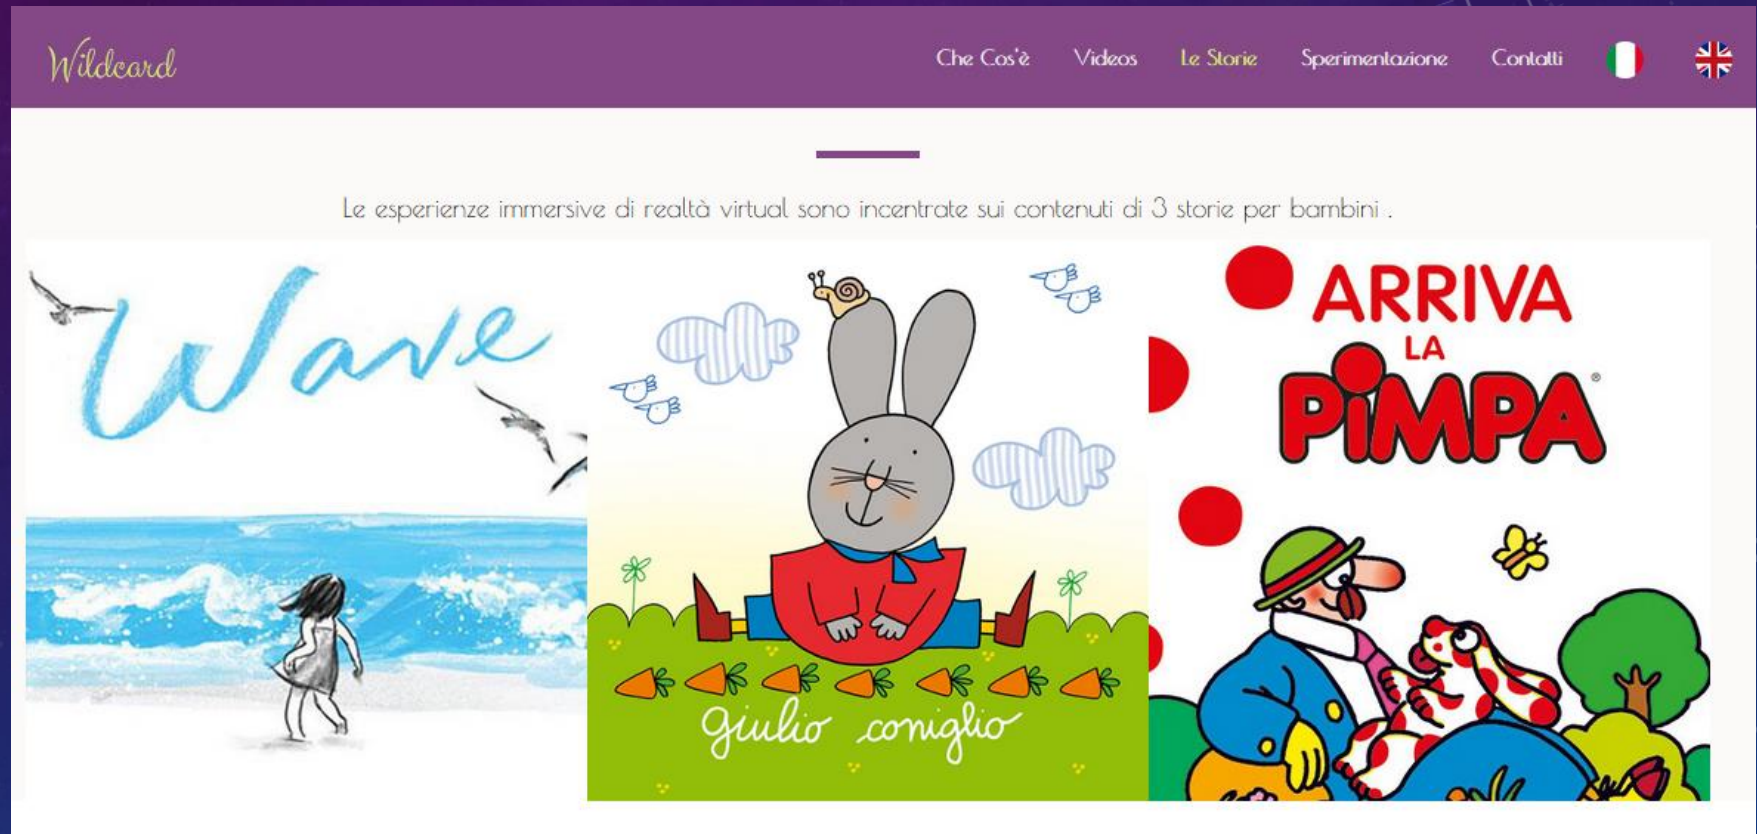 Wildcard
Che Cos'è Videos Le Storie Sperimentazione Contatti
Le esperienze immersive di realtà virtual sono incentrate sui contenuti di 3 storie per bambini .
Wave
giulio coniglio
ARRIVA
LA
PiMPA®